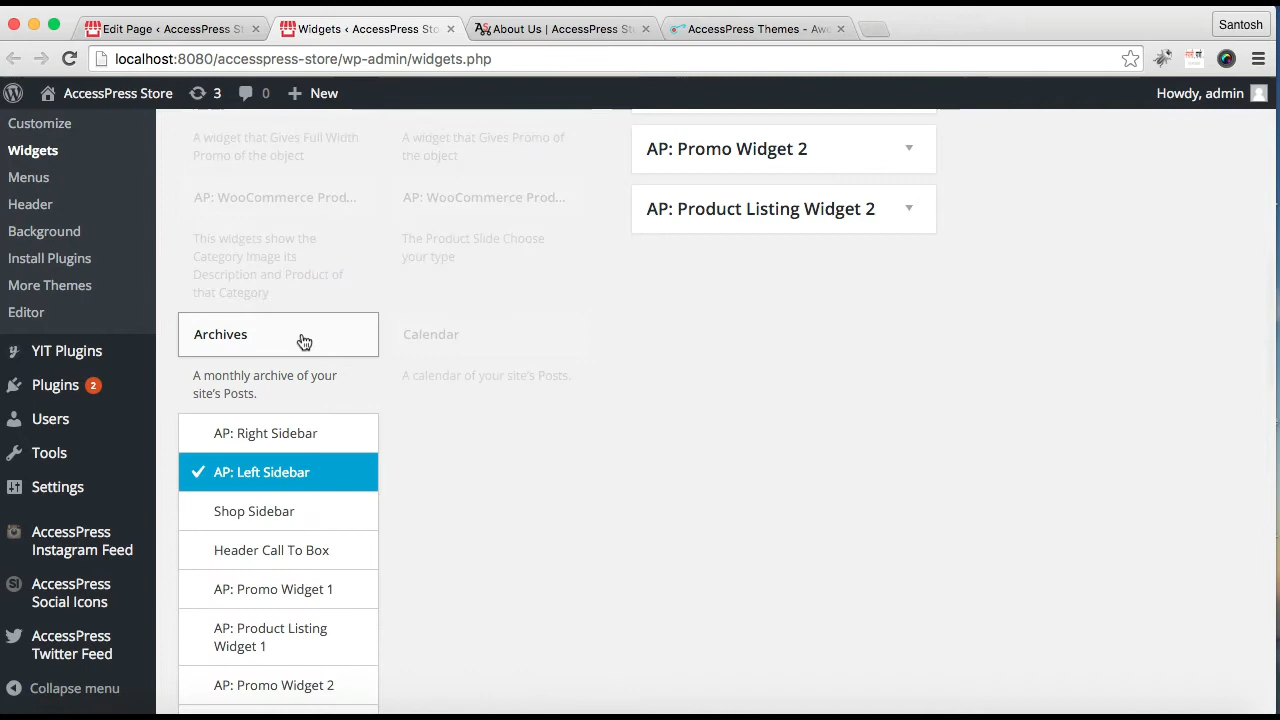 Edit Page ‹ AccessPress St
Widgets ‹ AccessPress Sto
About Us | AccessPress St
AccessPress Themes - Awe
Santosh
localhost:8080/accesspress-store/wp-admin/widgets.php
AccessPress Store
3
0
New
Howdy, admin
Customize
Widgets
Menus
Header
Background
Install Plugins
More Themes
Editor
YIT Plugins
Plugins 2
Users
Tools
Settings
AccessPress
Instagram Feed
AccessPress
Social Icons
AccessPress
Twitter Feed
Collapse menu
A widget that Gives Full Width
Promo of the object
A widget that Gives Promo of
the object
AP: WooCommerce Prod...
AP: WooCommerce Prod...
This widgets show the
Category Image its
Description and Product of
that Category
The Product Slide Choose
your type
Archives
Calendar
A monthly archive of your
site's Posts.
A calendar of your site's Posts.
AP: Right Sidebar
AP: Left Sidebar
Shop Sidebar
Header Call To Box
AP: Promo Widget 1
AP: Product Listing
Widget 1
AP: Promo Widget 2
AP: Promo Widget 2
AP: Product Listing Widget 2